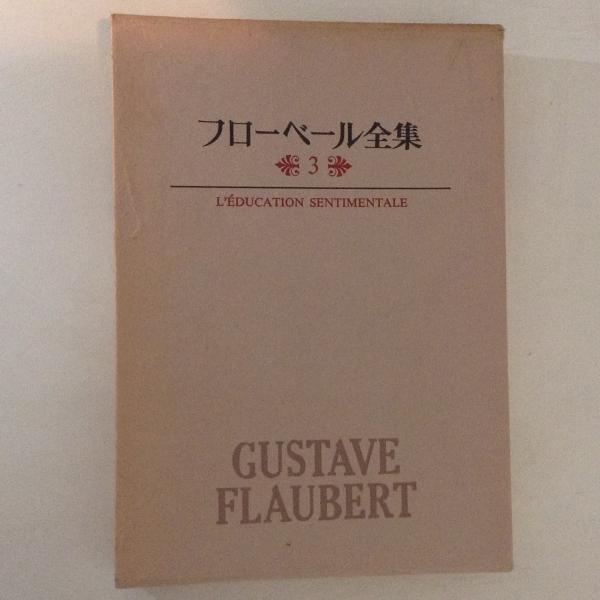 フローベール全集
3
L'ÉDUCATION SENTIMENTALE
GUSTAVE
FLAUBERT